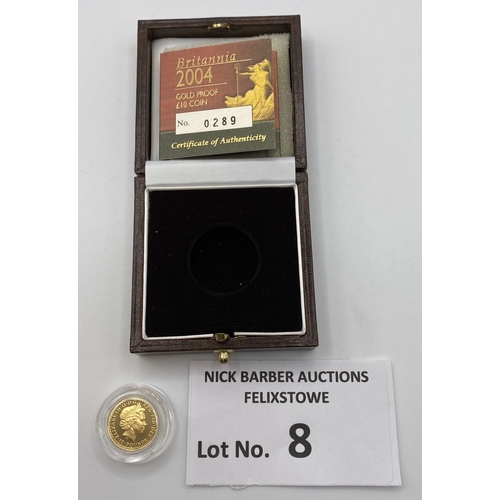 Britannia
2004
GOLD PROOF
£10 COIN
No. 0289
Certificate of Authenticity
NICK BARBER AUCTIONS
FELIXSTOWE
Lot No. 8